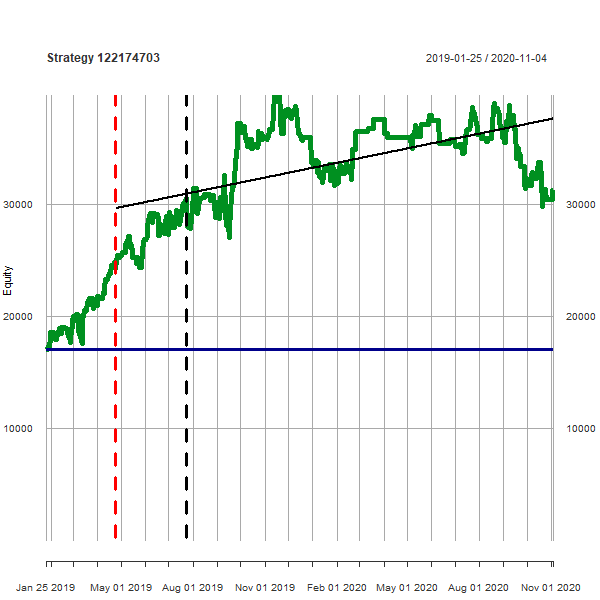 Strategy 122174703
2019-01-25 / 2020-11-04
30000
30000
Equity
20000
20000
10000
10000
Jan 25 2019
May 01 2019
Aug 01 2019
Nov 01 2019
Feb 01 2020
May 01 2020
Aug 01 2020
Nov 01 2020